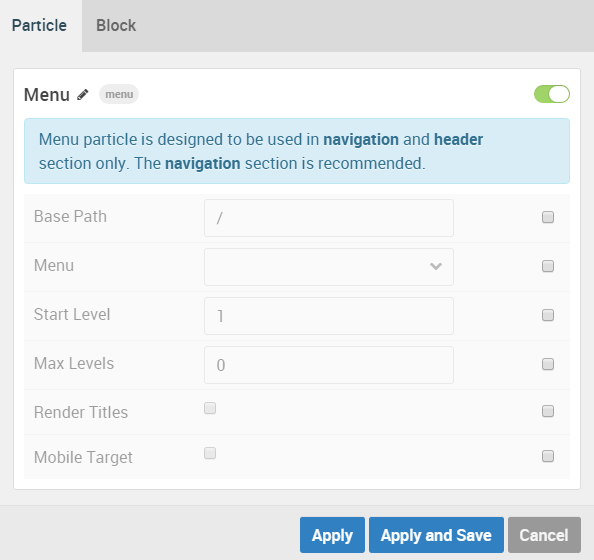 Particle Block
Menu menu
Menu particle is designed to be used in navigation and header
section only. The navigation section is recommended.
Base Path /
Menu
Start Level 1
Max Levels 0
Render Titles
Mobile Target
Apply Apply and Save Cancel